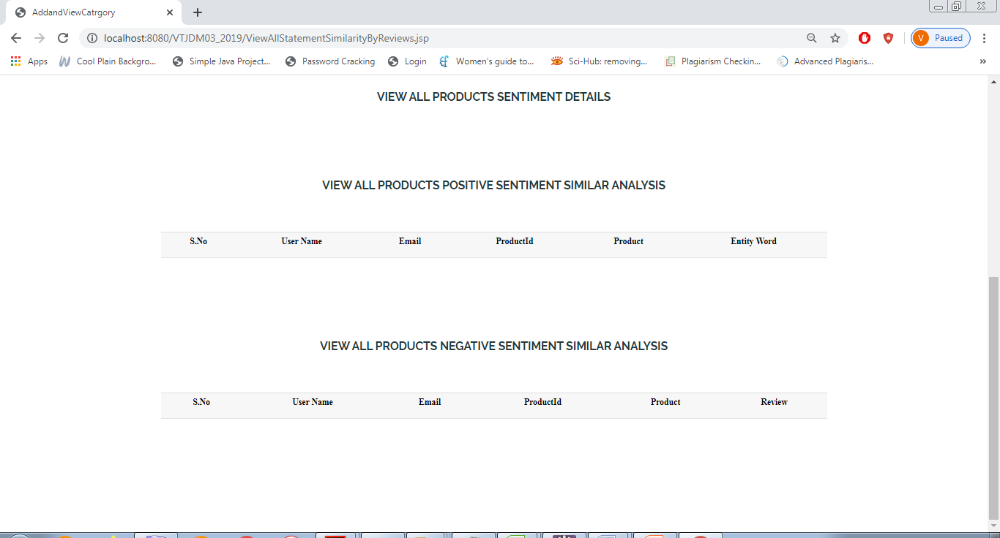 AddandViewCatrgory
localhost:8080/VTJDM03_2019/ViewAllStatementSimilarityByReviews.jsp
V Paused
Apps Cool Plain Backgro... Simple Java Project... Password Cracking Login Women's guide to... Sci-Hub: removing... Plagiarism Checkin... Advanced Plagiaris... »
VIEW ALL PRODUCTS SENTIMENT DETAILS
VIEW ALL PRODUCTS POSITIVE SENTIMENT SIMILAR ANALYSIS
S.No User Name Email ProductId Product Entity Word
VIEW ALL PRODUCTS NEGATIVE SENTIMENT SIMILAR ANALYSIS
S.No User Name Email ProductId Product Review